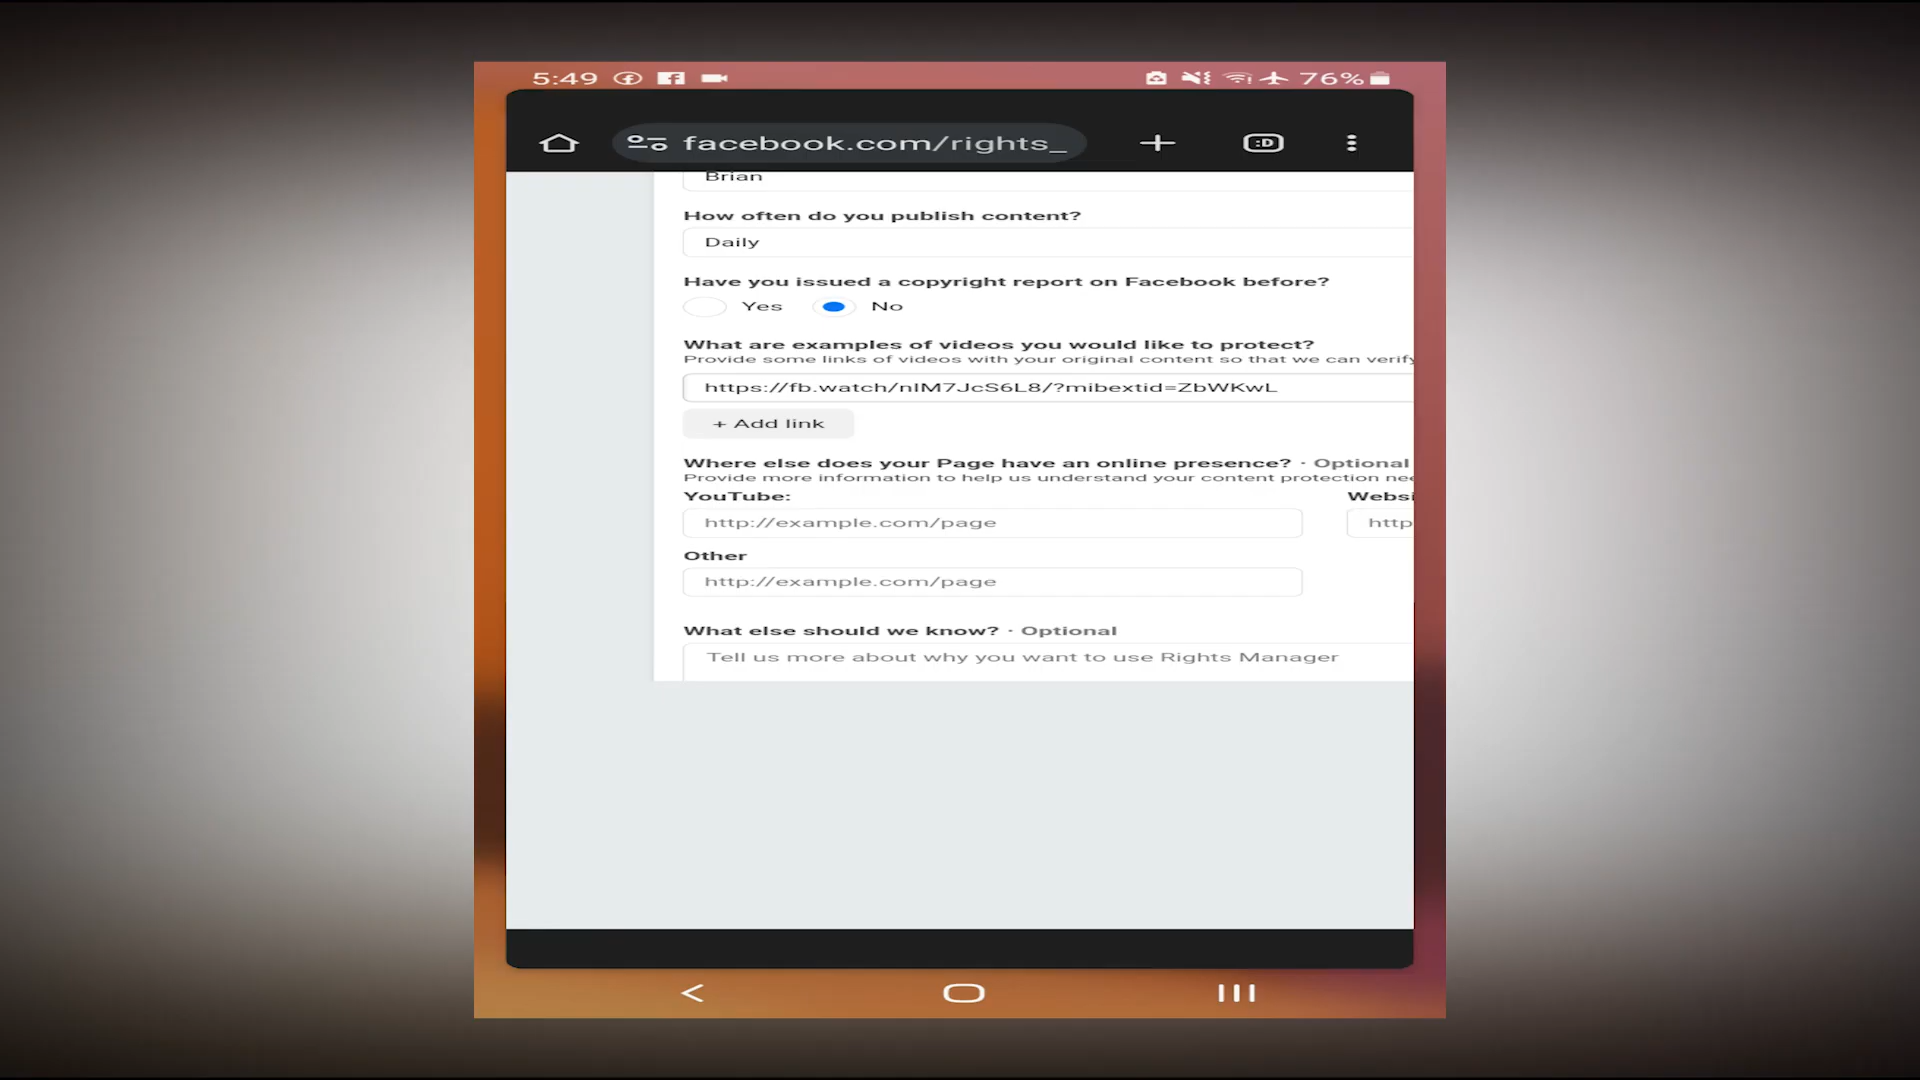 5:49
76%
facebook.com/rights_
:D
Brian
How often do you publish content?
Daily
Have you issued a copyright report on Facebook before?
Yes No
What are examples of videos you would like to protect?
Provide some links of videos with your original content so that we can verify
https://fb.watch/nIM7JcS6L8/?mibextid=ZbWKwL
+ Add link
Where else does your Page have an online presence? · Optional
Provide more information to help us understand your content protection nee
YouTube: Websi
http://example.com/page http
Other
http://example.com/page
What else should we know? · Optional
Tell us more about why you want to use Rights Manager